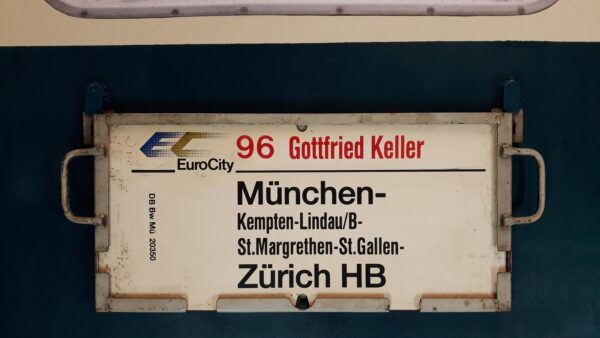 EC
EuroCity
96 Gottfried Keller
München-
Kempten-Lindau/B-
St.Margrethen-St.Gallen-
Zürich HB
DB Bw Mü 20350